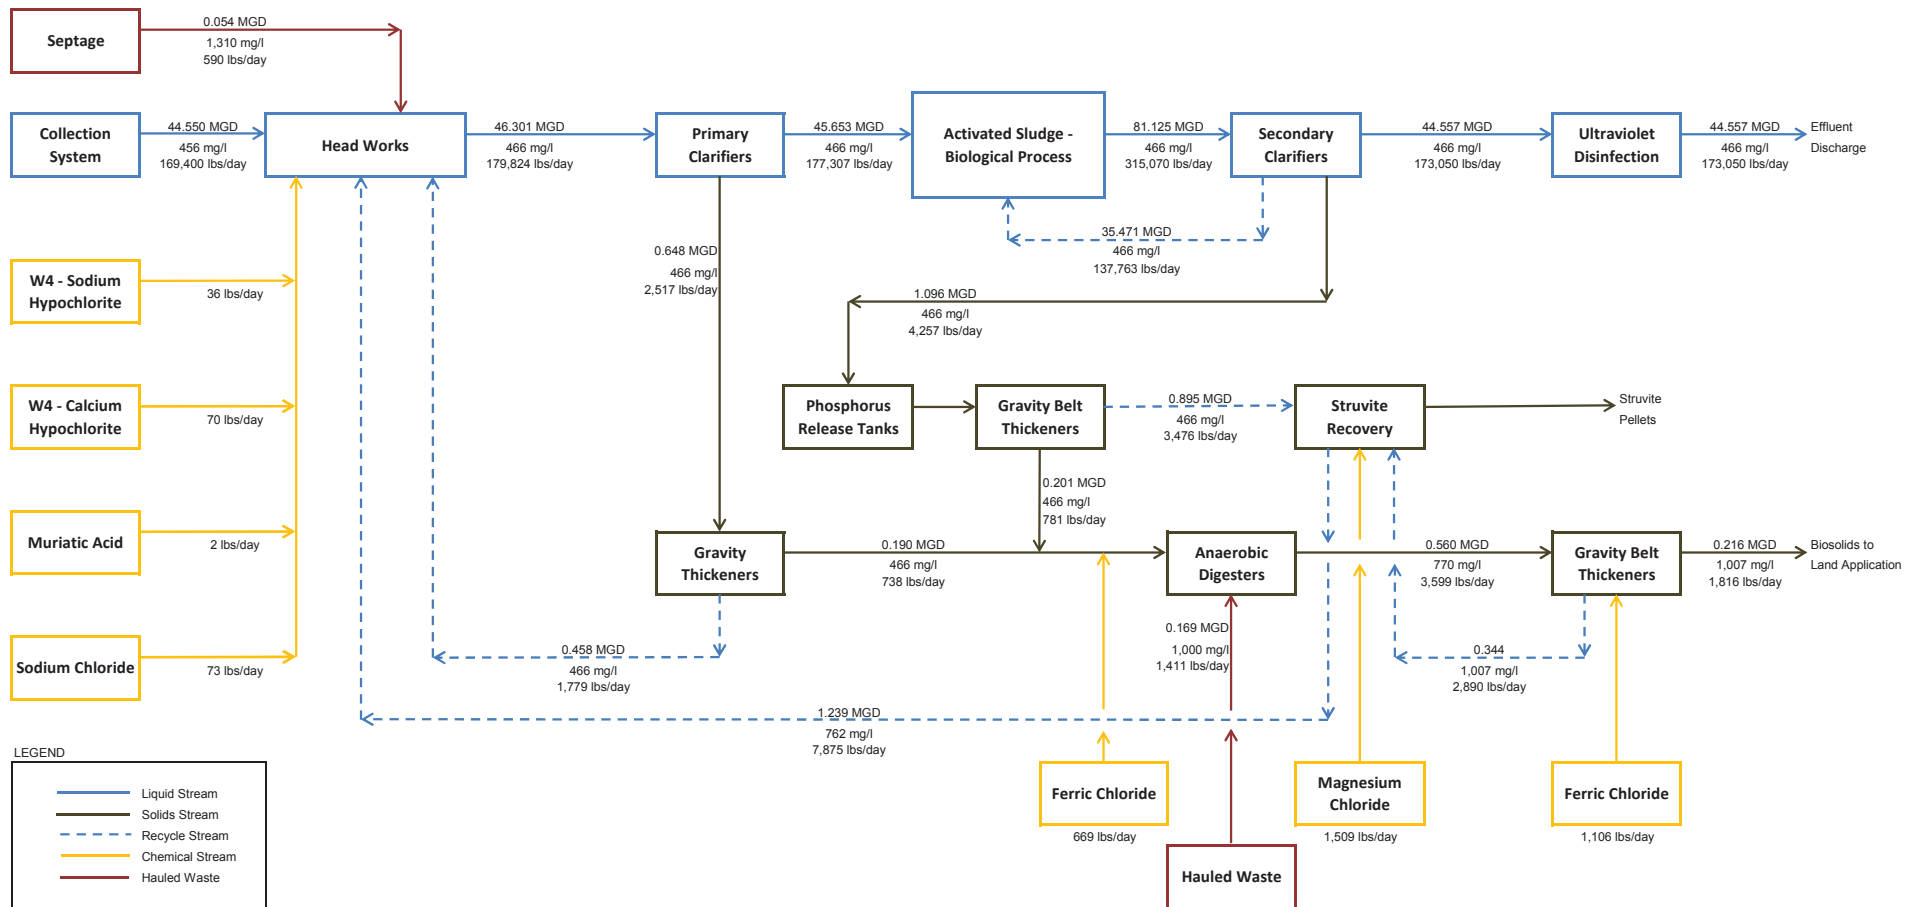 0.054 MGD
Septage
1,310 mg/l
590 lbs/day
Collection
System
44.550 MGD
456 mg/l
169,400 lbs/day
Head Works
46.301 MGD
466 mg/l
179,824 lbs/day
Primary
Clarifiers
45.653 MGD
466 mg/l
177,307 lbs/day
Activated Sludge -
Biological Process
81.125 MGD
466 mg/l
315,070 lbs/day
Secondary
Clarifiers
44.557 MGD
466 mg/l
173,050 lbs/day
Ultraviolet
Disinfection
44.557 MGD
466 mg/l
173,050 lbs/day
Effluent
Discharge
35.471 MGD
466 mg/l
137,763 lbs/day
0.648 MGD
466 mg/l
2,517 lbs/day
W4 - Sodium
Hypochlorite
36 lbs/day
1.096 MGD
466 mg/l
4,257 lbs/day
W4 - Calcium
Hypochlorite
70 lbs/day
Phosphorus
Release Tanks
Gravity Belt
Thickeners
0.895 MGD
466 mg/l
3,476 lbs/day
Struvite
Recovery
Struvite
Pellets
0.201 MGD
466 mg/l
781 lbs/day
Muriatic Acid
2 lbs/day
Gravity
Thickeners
0.190 MGD
466 mg/l
738 lbs/day
Anaerobic
Digesters
0.560 MGD
770 mg/l
3,599 lbs/day
Gravity Belt
Thickeners
0.216 MGD
1,007 mg/l
1,816 lbs/day
Biosolids to
Land Application
Sodium Chloride
73 lbs/day
0.458 MGD
466 mg/l
1,779 lbs/day
0.169 MGD
1,000 mg/l
1,411 lbs/day
0.344
1,007 mg/l
2,890 lbs/day
1.239 MGD
762 mg/l
7,875 lbs/day
Ferric Chloride
669 lbs/day
Magnesium
Chloride
1,509 lbs/day
Ferric Chloride
1,106 lbs/day
Hauled Waste
LEGEND
Liquid Stream
Solids Stream
Recycle Stream
Chemical Stream
Hauled Waste